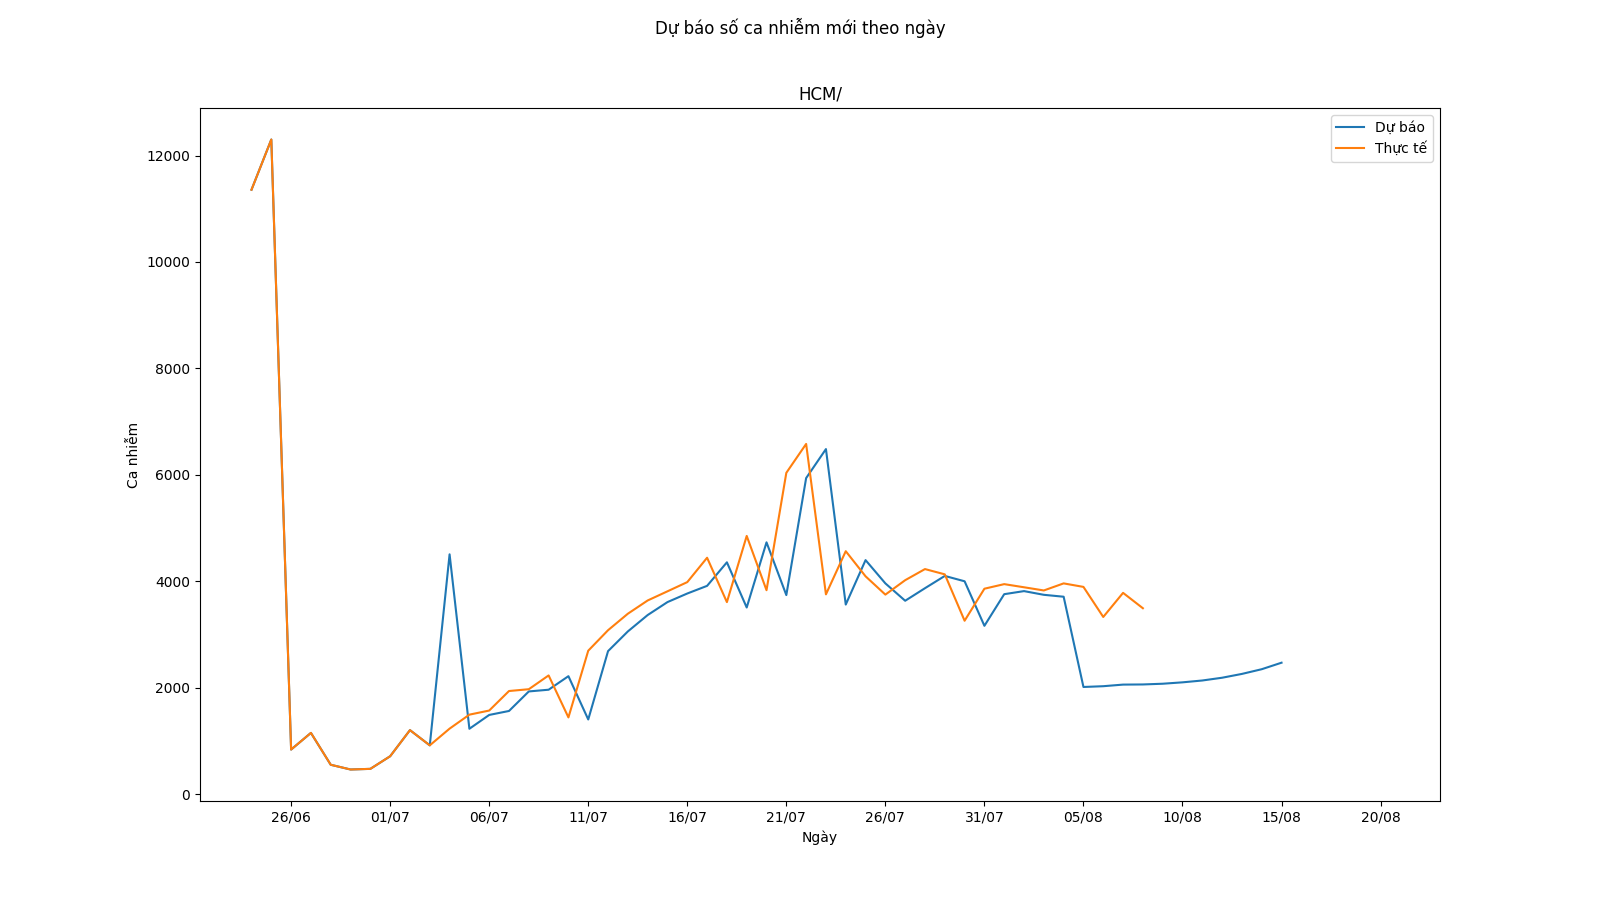 Dự báo số ca nhiễm mới theo ngày
HCM/
Dự báo
Thực tế
12000
10000
8000
6000
4000
2000
0
Ca nhiễm
26/06 01/07 06/07 11/07 16/07 21/07 26/07 31/07 05/08 10/08 15/08 20/08
Ngày